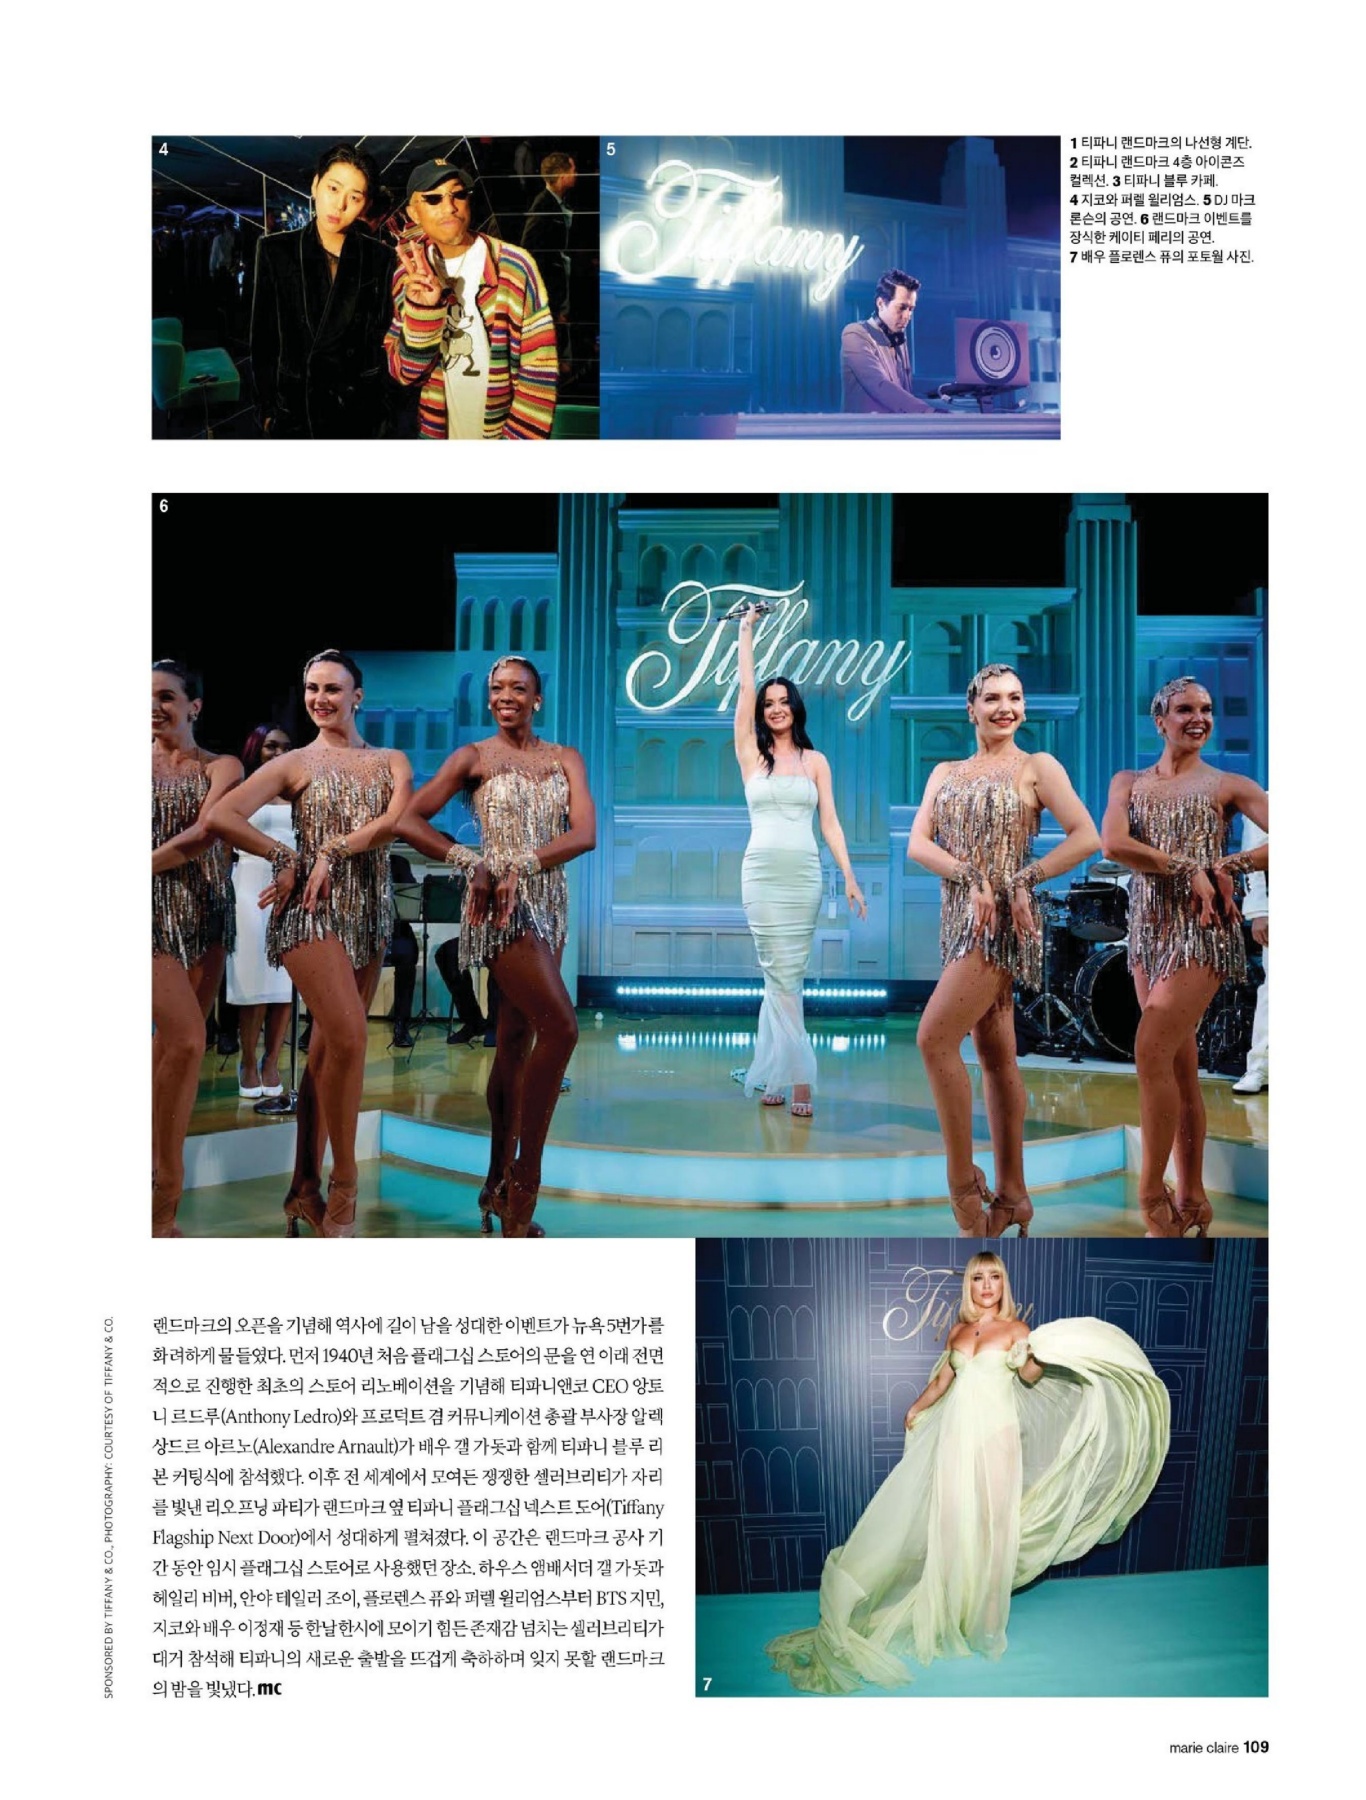 4
5
1 티파니 랜드마크의 나선형 계단.
2 티파니 랜드마크 4층 아이콘즈
컬렉션. 3 티파니 블루 카페.
4 지코와 퍼렐 윌리엄스. 5 DJ 마크
론슨의 공연. 6 랜드마크 이벤트를
장식한 케이티 페리의 공연.
7 배우 플로렌스 퓨의 포토월 사진.
Tiffany
6
Tiffany
랜드마크의 오픈을 기념해 역사에 길이 남을 성대한 이벤트가 뉴욕 5번가를
화려하게 물들였다. 먼저 1940년 처음 플래그십 스토어의 문을 연 이래 전면
적으로 진행한 최초의 스토어 리노베이션을 기념해 티파니앤코 CEO 앙토
니 르드루(Anthony Ledro)와 프로덕트 겸 커뮤니케이션 총괄 부사장 알렉
상드르 아르노(Alexandre Arnault)가 배우 갤 가돗과 함께 티파니 블루 리
본 커팅식에 참석했다. 이후 전 세계에서 모여든 쟁쟁한 셀러브리티가 자리
를 빛낸 리오프닝 파티가 랜드마크 옆 티파니 플래그십 넥스트 도어(Tiffany
Flagship Next Door)에서 성대하게 펼쳐졌다. 이 공간은 랜드마크 공사 기
간 동안 임시 플래그십 스토어로 사용했던 장소. 하우스 앰배서더 갤 가돗과
헤일리 비버, 안야 테일러 조이, 플로렌스 퓨와 퍼렐 윌리엄스부터 BTS 지민,
지코와 배우 이정재 등 한날한시에 모이기 힘든 존재감 넘치는 셀러브리티가
대거 참석해 티파니의 새로운 출발을 뜨겁게 축하하며 잊지 못할 랜드마크
의 밤을 빛냈다. mc
SPONSORED BY TIFFANY & CO., PHOTOGRAPHY: COURTESY OF TIFFANY & CO.
Tiffany
7
marie claire 109